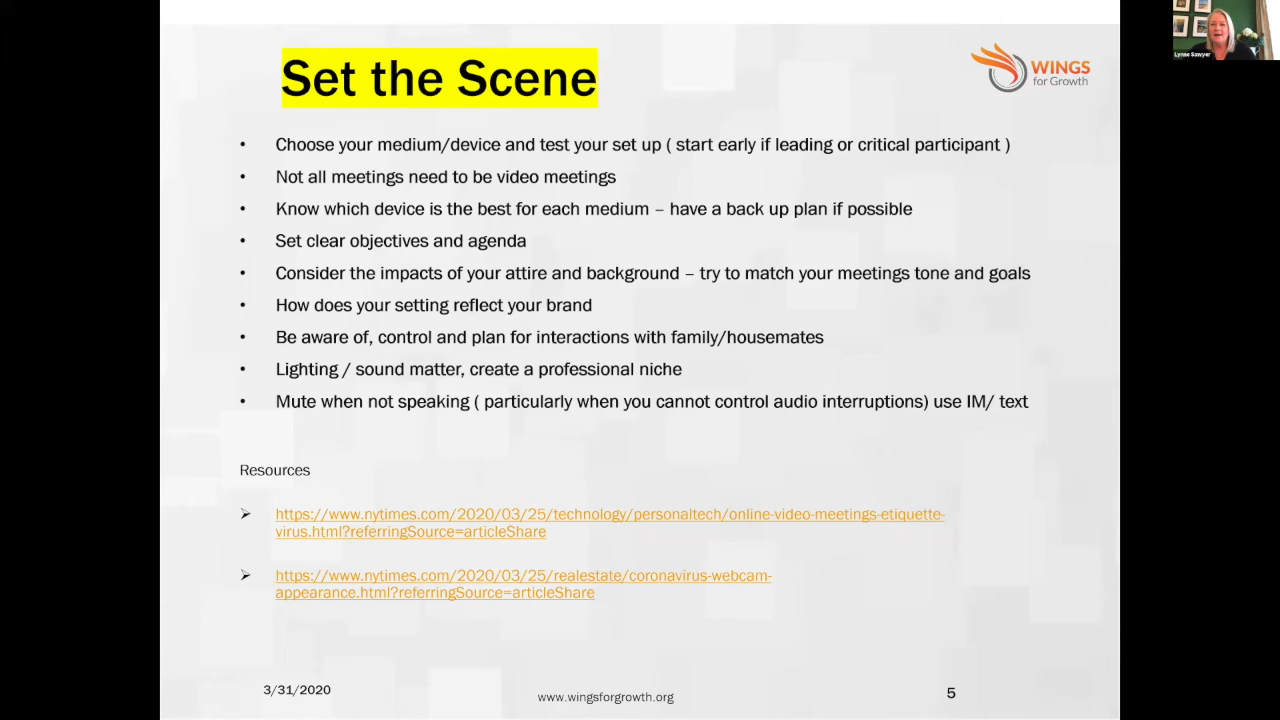 Set the Scene
WINGS
for Growth
Lynne Sawyer
• Choose your medium/device and test your set up ( start early if leading or critical participant )
• Not all meetings need to be video meetings
• Know which device is the best for each medium – have a back up plan if possible
• Set clear objectives and agenda
• Consider the impacts of your attire and background – try to match your meetings tone and goals
• How does your setting reflect your brand
• Be aware of, control and plan for interactions with family/housemates
• Lighting / sound matter, create a professional niche
• Mute when not speaking ( particularly when you cannot control audio interruptions) use IM/ text
Resources
➢ https://www.nytimes.com/2020/03/25/technology/personaltech/online-video-meetings-etiquette-
virus.html?referringSource=articleShare
➢ https://www.nytimes.com/2020/03/25/realestate/coronavirus-webcam-
appearance.html?referringSource=articleShare
3/31/2020
www.wingsforgrowth.org
5